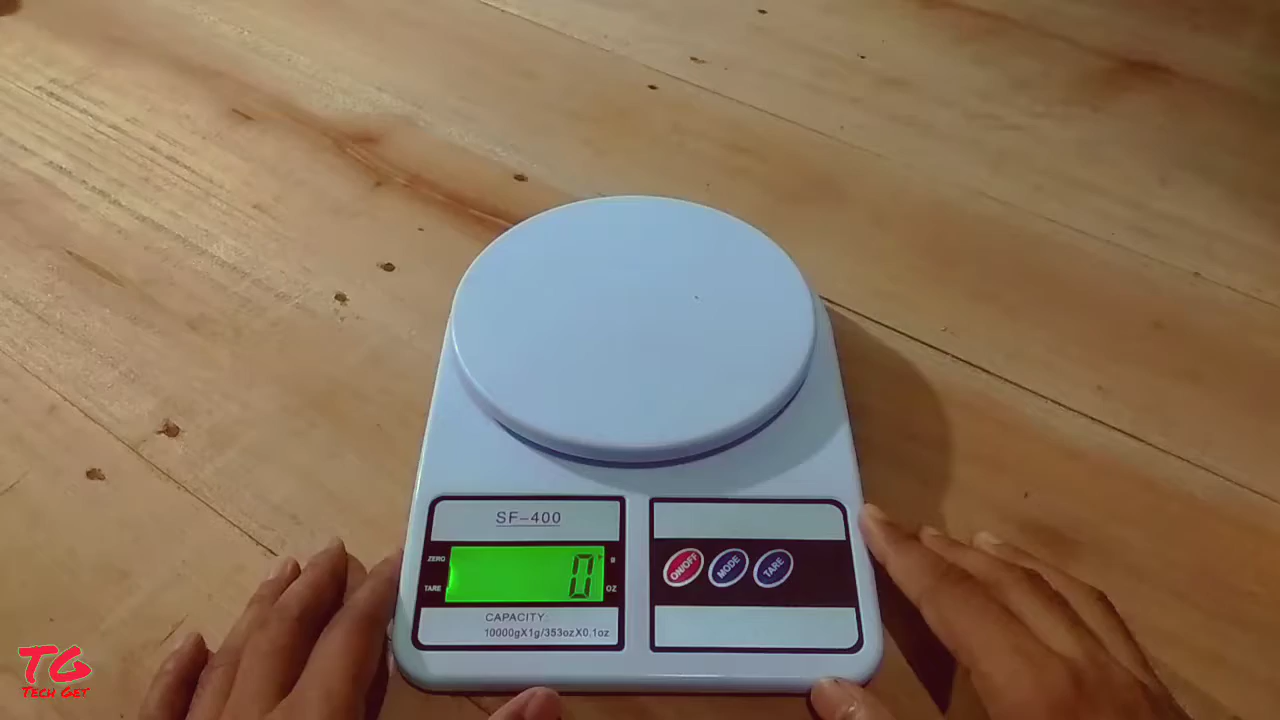 SF-400
ZERO
TARE
0
OZ
CAPACITY:
10000gX1g/353ozX0.1oz
ON/OFF
MODE
TARE
TG
TECH GET